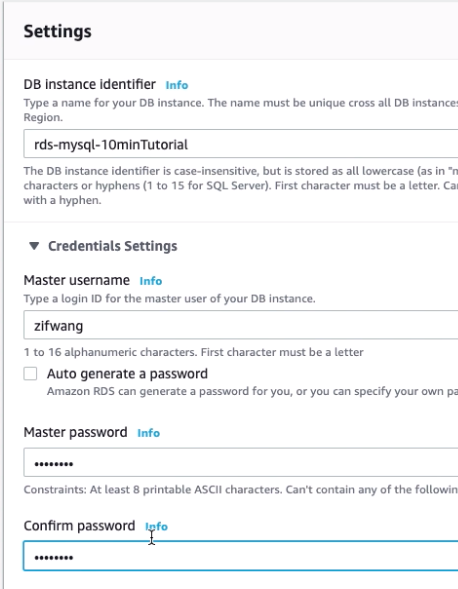 Settings
DB instance identifier Info
Type a name for your DB instance. The name must be unique cross all DB instances
Region.
rds-mysql-10minTutorial
The DB instance identifier is case-insensitive, but is stored as all lowercase (as in "m
characters or hyphens (1 to 15 for SQL Server). First character must be a letter. Ca
with a hyphen.
▼ Credentials Settings
Master username Info
Type a login ID for the master user of your DB instance.
zifwang
1 to 16 alphanumeric characters. First character must be a letter
Auto generate a password
Amazon RDS can generate a password for you, or you can specify your own pa
Master password Info
••••••••
Constraints: At least 8 printable ASCII characters. Can't contain any of the followin
Confirm password Info
••••••••